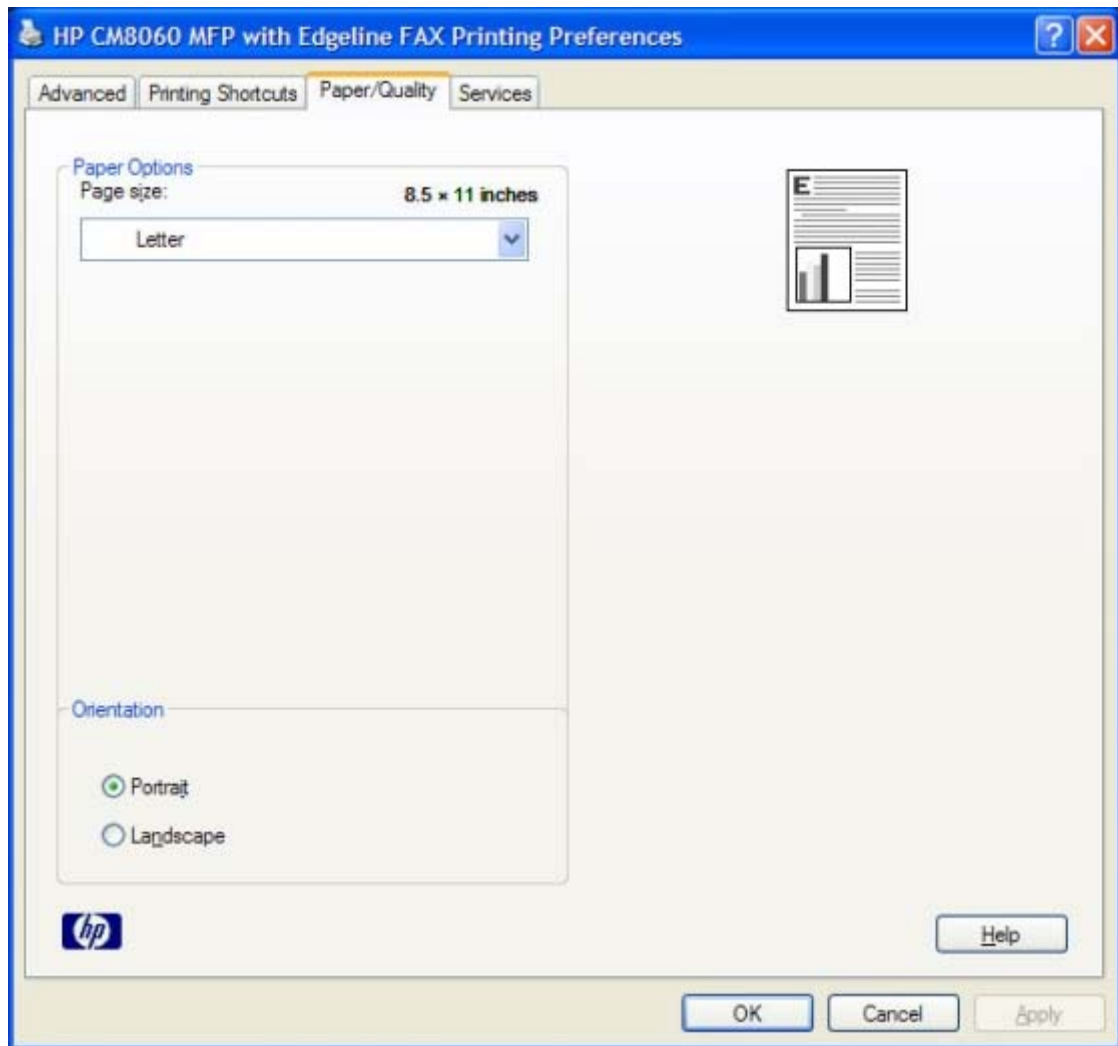 HP CM8060 MFP with Edgeline FAX Printing Preferences
Advanced Printing Shortcuts Paper/Quality Services
Paper Options
Page size: 8.5 × 11 inches
Letter
E
Orientation
Portrait
Landscape
hp
Help
OK Cancel Apply